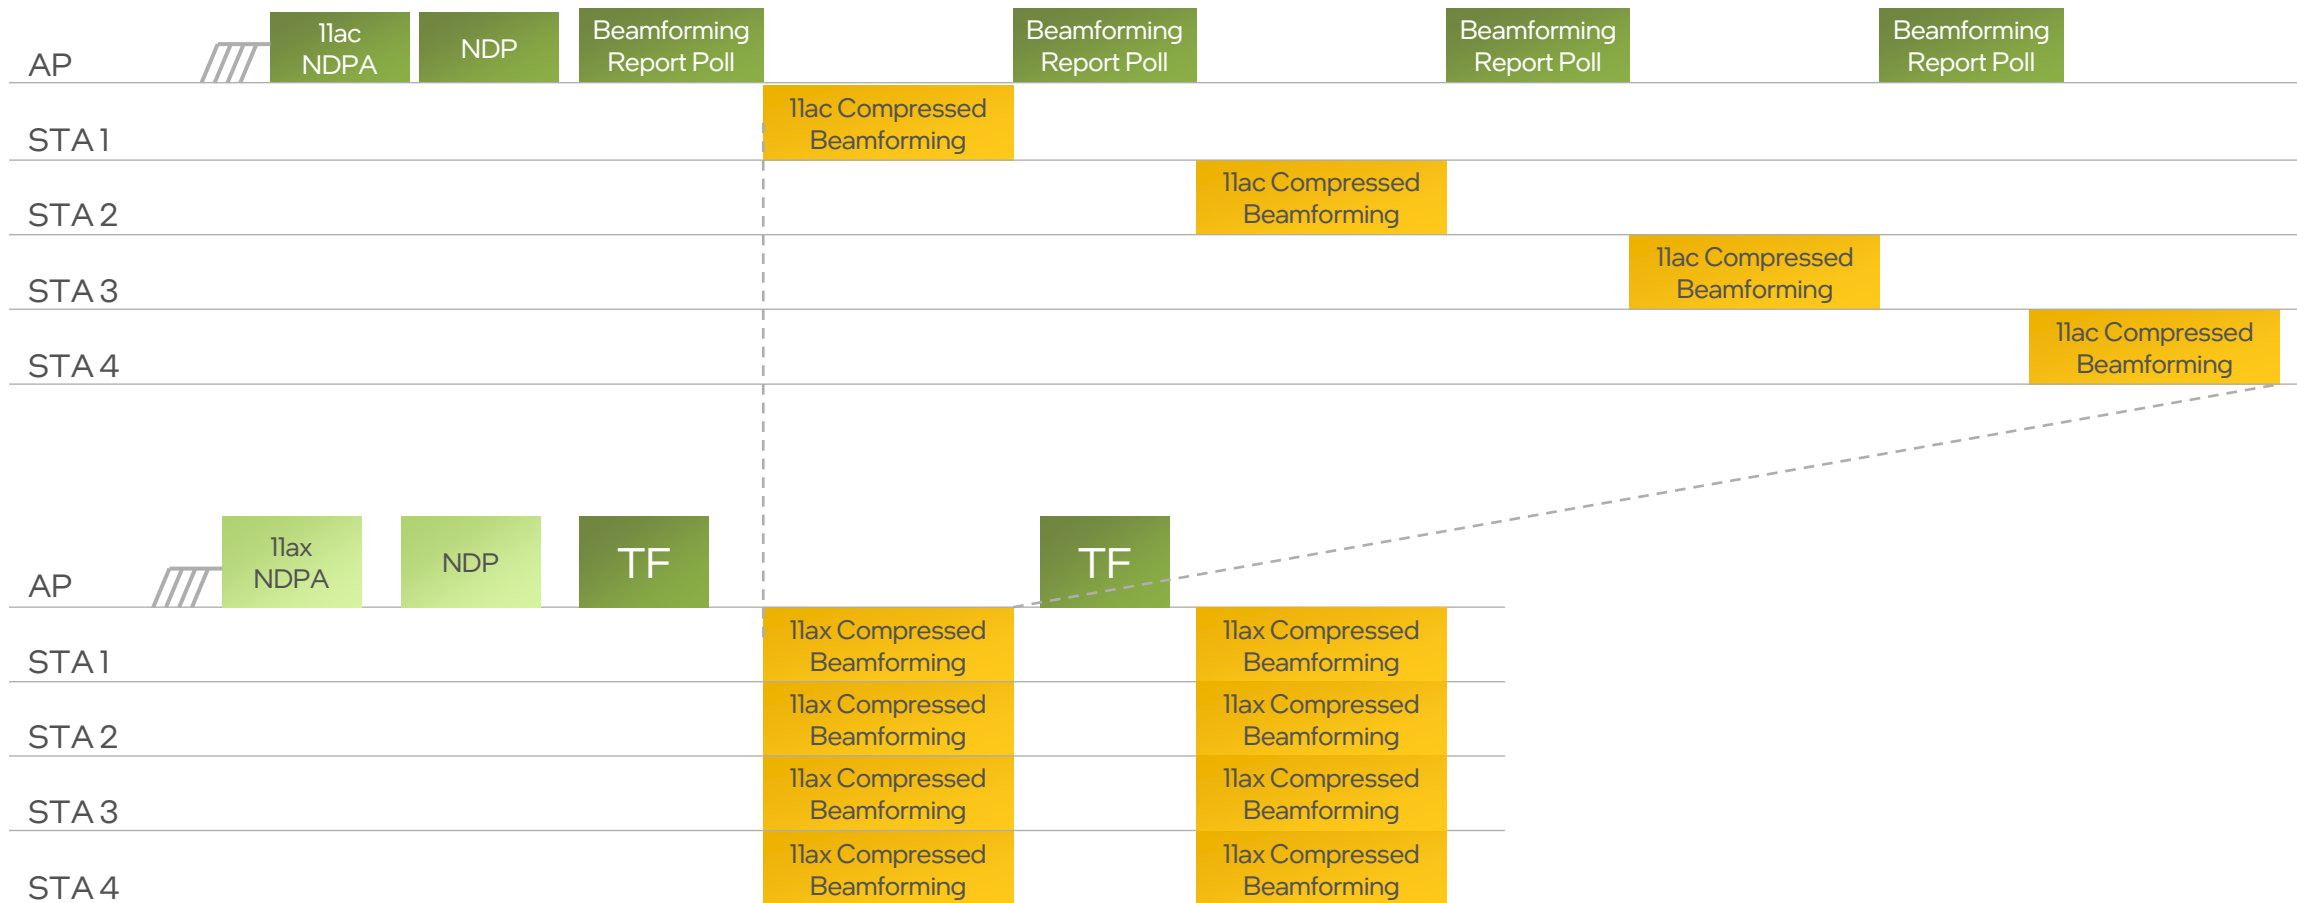 AP
11ac
NDPA
NDP
Beamforming
Report Poll
Beamforming
Report Poll
Beamforming
Report Poll
Beamforming
Report Poll
STA 1
11ac Compressed
Beamforming
STA 2
11ac Compressed
Beamforming
STA 3
11ac Compressed
Beamforming
STA 4
11ac Compressed
Beamforming
AP
11ax
NDPA
NDP
TF
TF
STA 1
11ax Compressed
Beamforming
11ax Compressed
Beamforming
STA 2
11ax Compressed
Beamforming
11ax Compressed
Beamforming
STA 3
11ax Compressed
Beamforming
11ax Compressed
Beamforming
STA 4
11ax Compressed
Beamforming
11ax Compressed
Beamforming